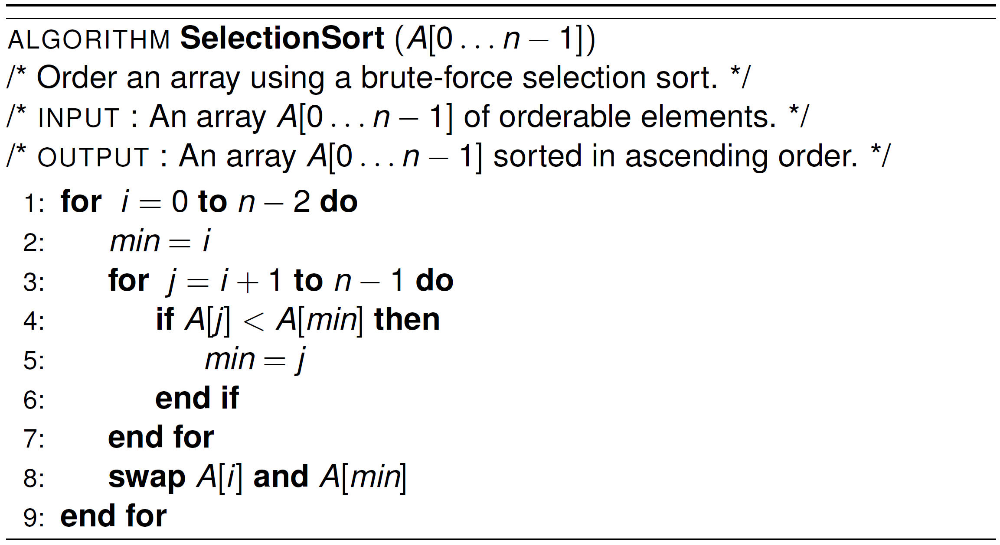 ALGORITHM SelectionSort (A[0 . . . n − 1])
/* Order an array using a brute-force selection sort. */
/* INPUT : An array A[0 . . . n − 1] of orderable elements. */
/* OUTPUT : An array A[0 . . . n − 1] sorted in ascending order. */
1: for i = 0 to n − 2 do
2: min = i
3: for j = i + 1 to n − 1 do
4: if A[j] < A[min] then
5: min = j
6: end if
7: end for
8: swap A[i] and A[min]
9: end for